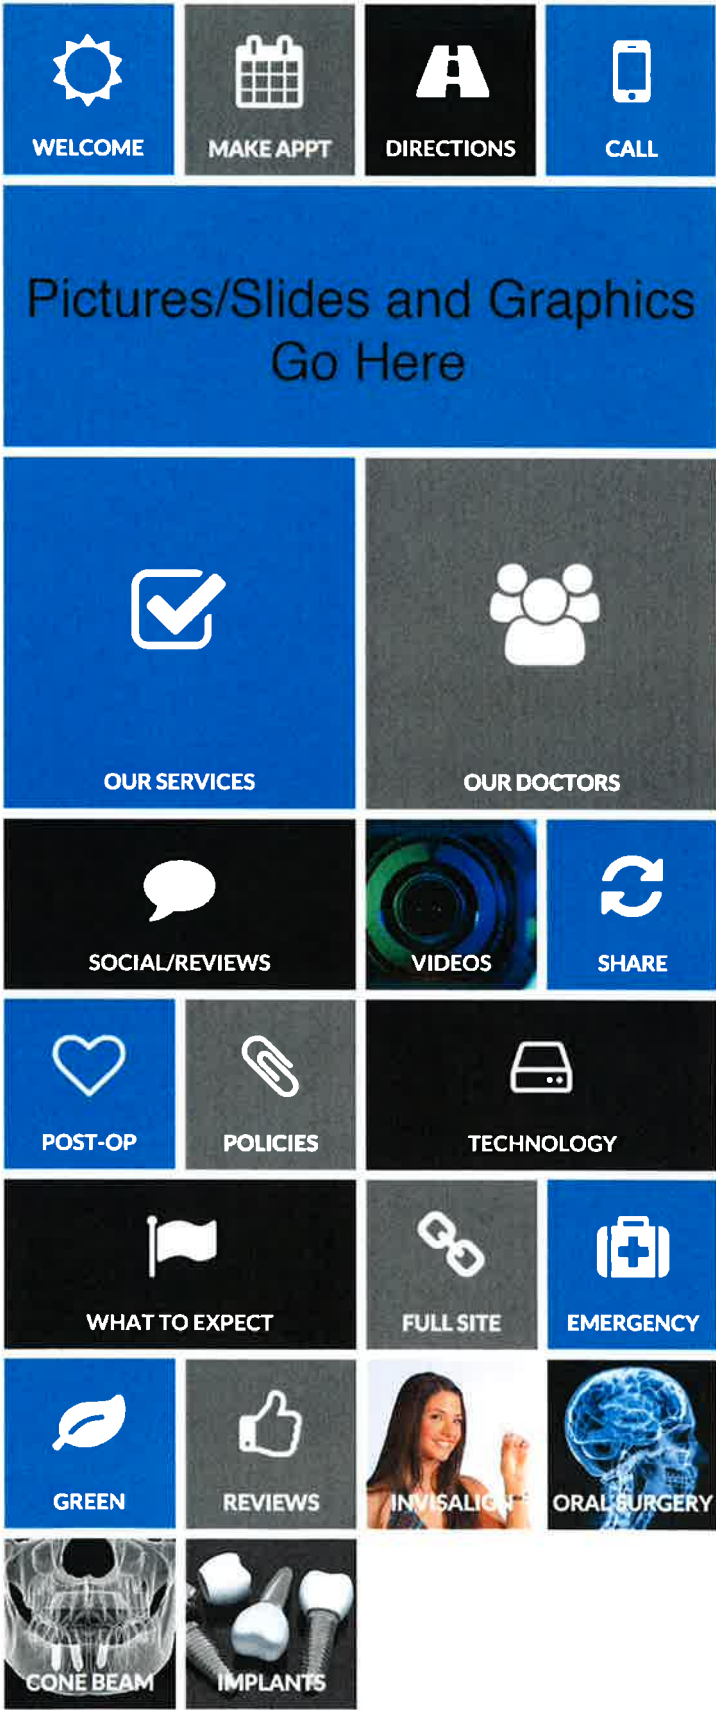 WELCOME
MAKE APPT
DIRECTIONS
CALL
Pictures/Slides and Graphics
Go Here
OUR SERVICES
OUR DOCTORS
SOCIAL/REVIEWS
VIDEOS
SHARE
POST-OP
POLICIES
TECHNOLOGY
WHAT TO EXPECT
FULL SITE
EMERGENCY
GREEN
REVIEWS
INVISALIGN
ORAL SURGERY
CONE BEAM
IMPLANTS